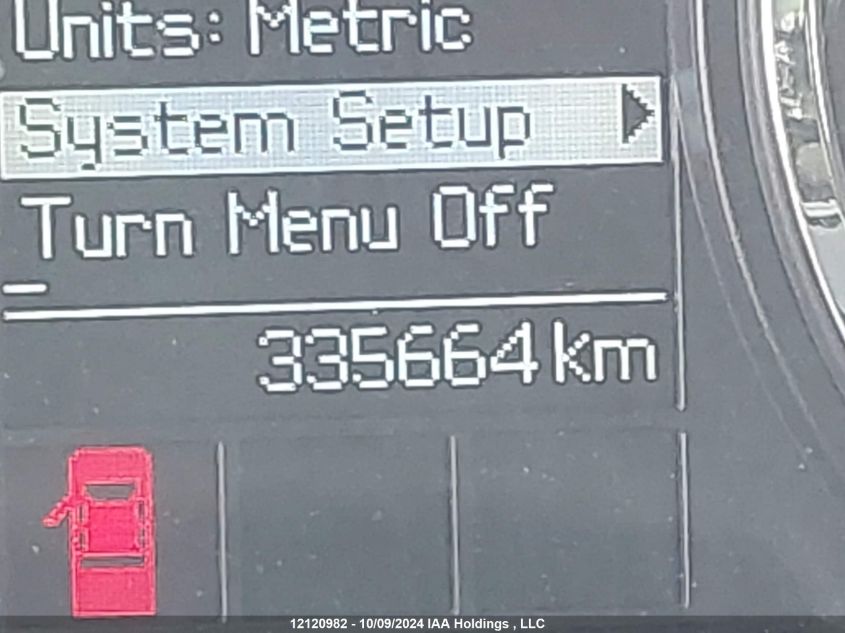 Units: Metric
System Setup
Turn Menu Off
335664 km
12120982 - 10/09/2024 IAA Holdings , LLC